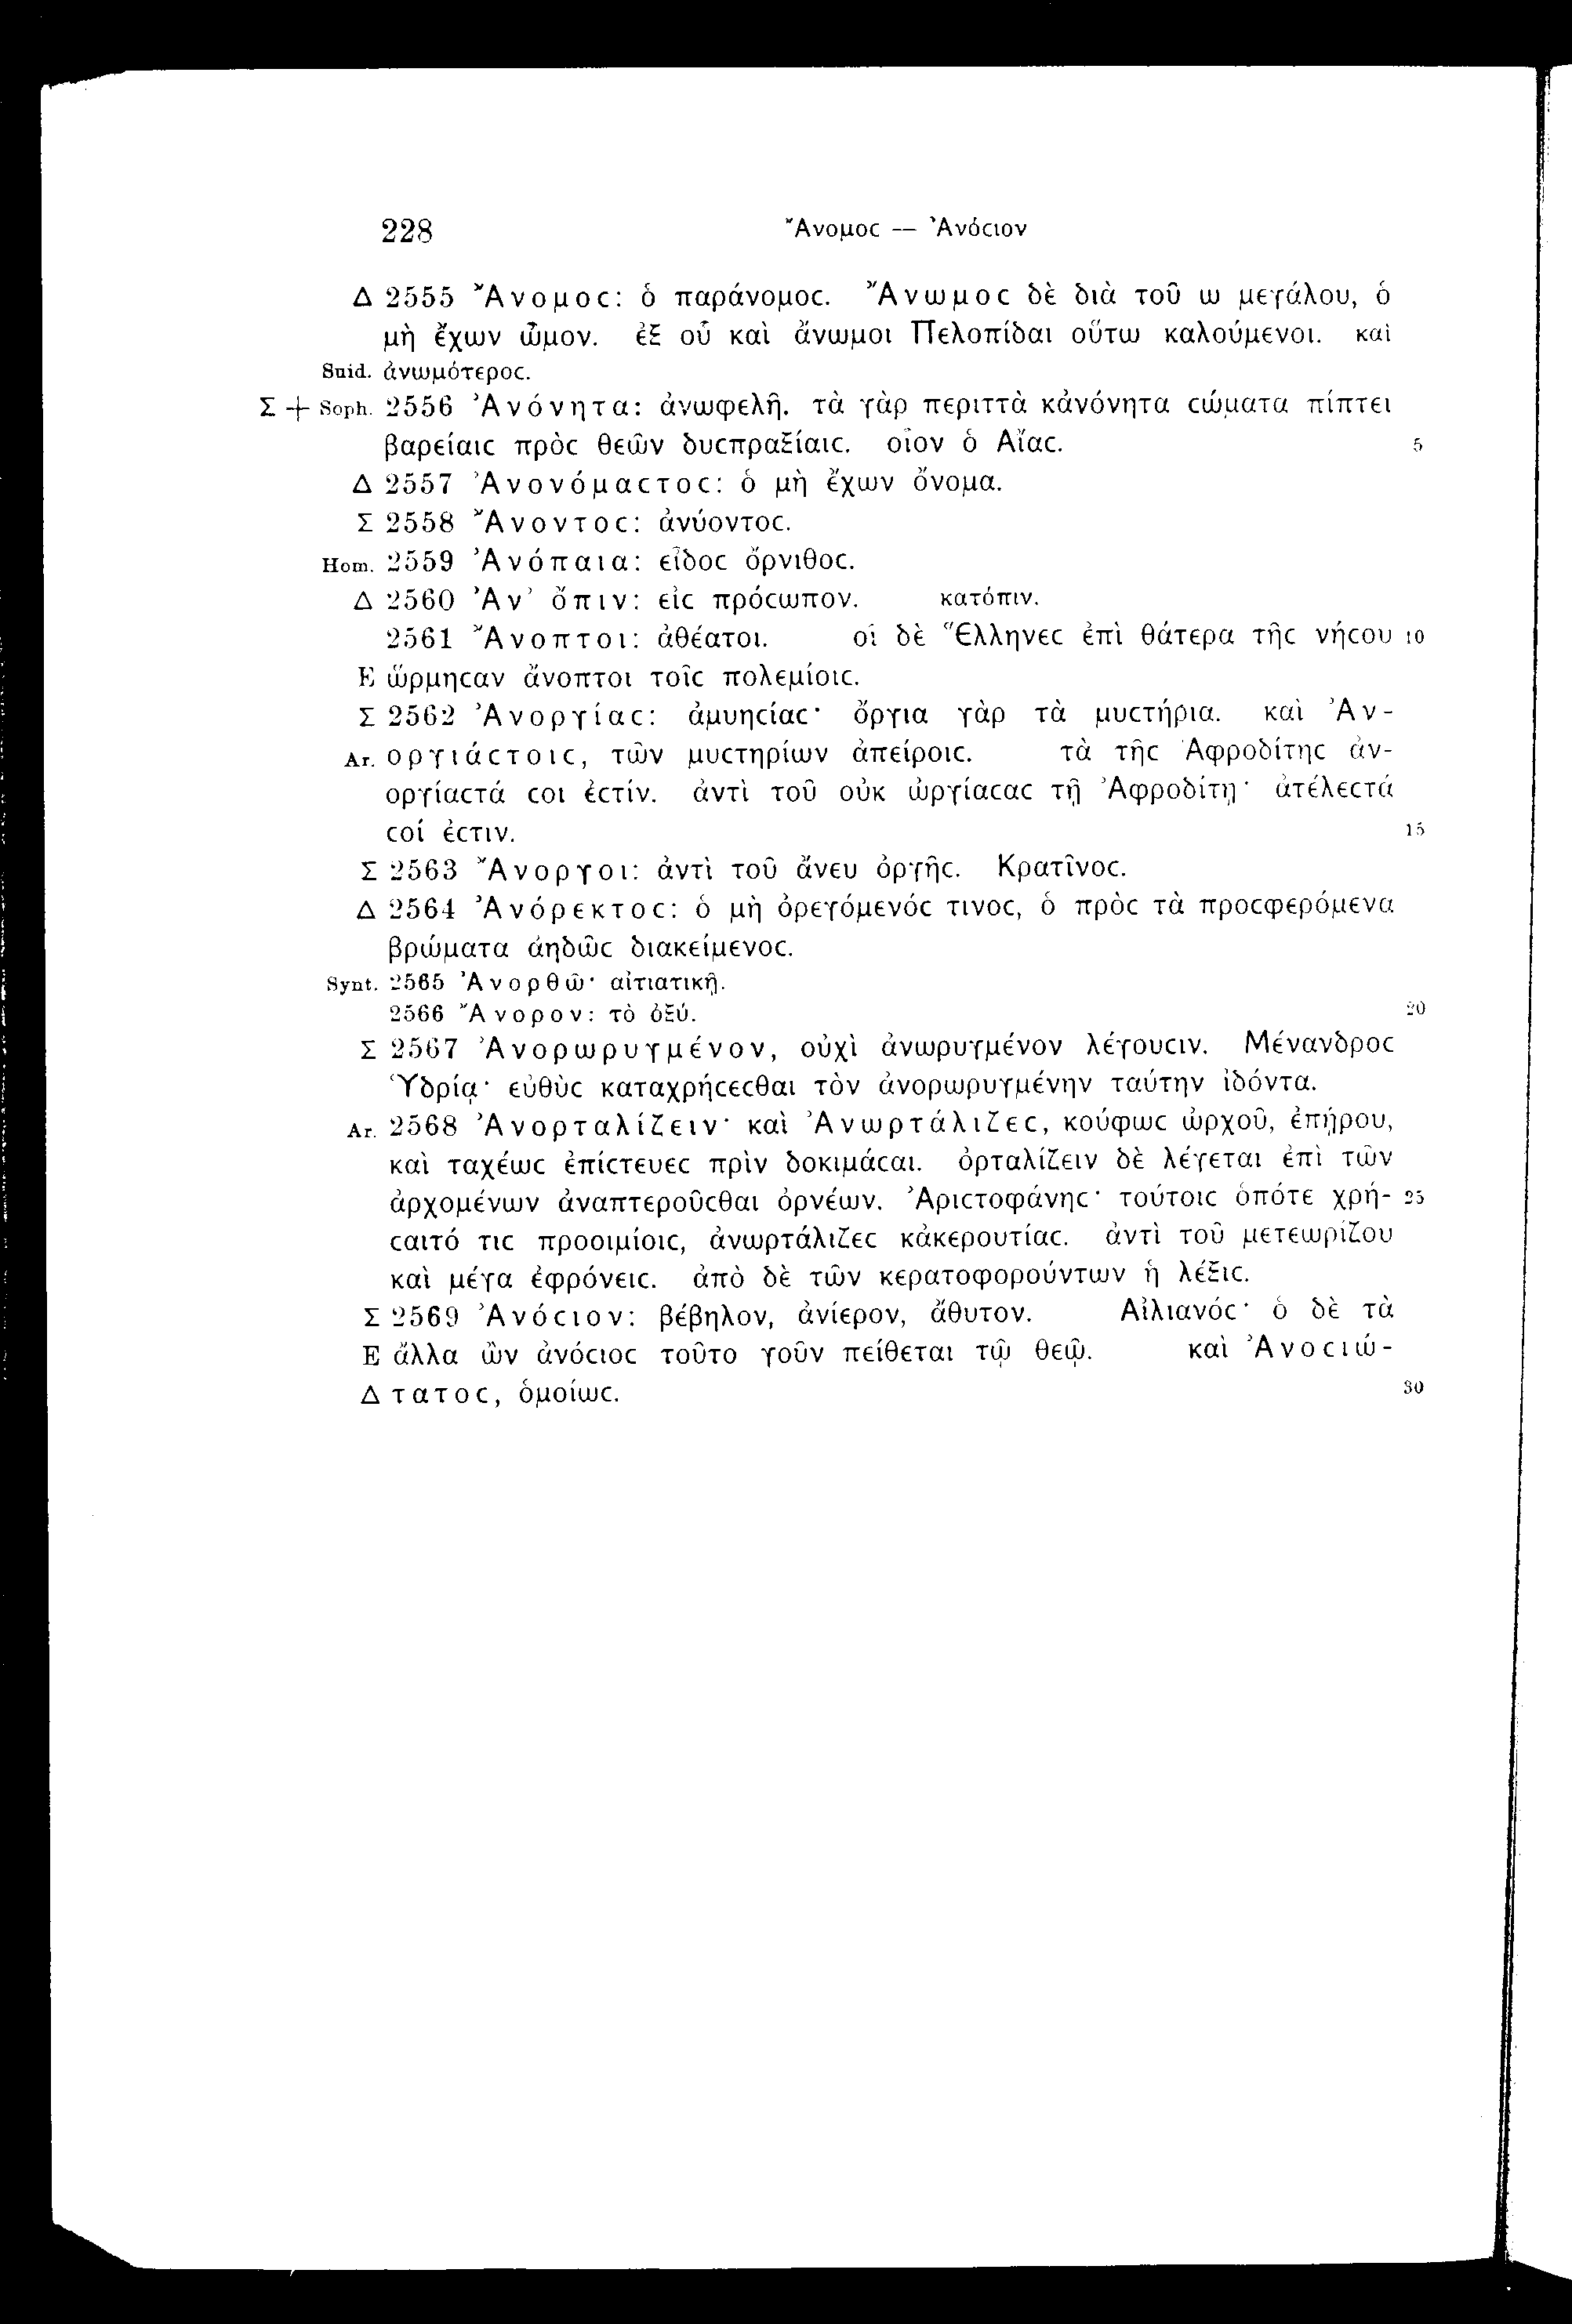 228 Ἄνομοϲ — Ἀνόϲιον
Δ 2555 Ἄνομοϲ: ὁ παράνομοϲ. Ἄνωμοϲ δὲ διὰ τοῦ ω μεγάλου, ὁ
μὴ ἔχων ὦμον. ἐξ οὗ καὶ ἄνωμοι Πελοπίδαι οὕτω καλούμενοι. καὶ
Suid. ἀνωμότεροϲ.
Σ + Soph. 2556 Ἀνόνητα: ἀνωφελῆ. τὰ γὰρ περιττὰ κἀνόνητα ϲώματα πίπτει
βαρείαιϲ πρὸϲ θεῶν δυϲπραξίαιϲ. οἷον ὁ Αἴαϲ. 5
Δ 2557 Ἀνονόμαϲτοϲ: ὁ μὴ ἔχων ὄνομα.
Σ 2558 Ἄνοντοϲ: ἀνύοντοϲ.
Hom. 2559 Ἀνόπαια: εἶδοϲ ὄρνιθοϲ.
Δ 2560 Ἀν’ ὄπιν: εἰϲ πρόϲωπον. κατόπιν.
2561 Ἄνοπτοι: ἀθέατοι. οἱ δὲ Ἕλληνεϲ ἐπὶ θάτερα τῆϲ νήϲου 10
E ὥρμηϲαν ἄνοπτοι τοῖϲ πολεμίοιϲ.
Σ 2562 Ἀνοργίαϲ: ἀμυηϲίαϲ· ὄργια γὰρ τὰ μυϲτήρια. καὶ Ἀν-
Ar. οργιάϲτοιϲ, τῶν μυϲτηρίων ἀπείροιϲ. τὰ τῆϲ Ἀφροδίτηϲ ἀν-
οργίαϲτά ϲοι ἐϲτίν. ἀντὶ τοῦ οὐκ ὠργίαϲαϲ τῇ Ἀφροδίτῃ· ἀτέλεϲτά
ϲοί ἐϲτιν. 15
Σ 2563 Ἄνοργοι: ἀντὶ τοῦ ἄνευ ὀργῆϲ. Κρατῖνοϲ.
Δ 2564 Ἀνόρεκτοϲ: ὁ μὴ ὀρεγόμενόϲ τινοϲ, ὁ πρὸϲ τὰ προϲφερόμενα
βρώματα ἀηδῶϲ διακείμενοϲ.
Synt. 2565 Ἀνορθῶ· αἰτιατικῇ.
2566 Ἄνορον: τὸ ὀξύ. 20
Σ 2567 Ἀνορωρυγμένον, οὐχὶ ἀνωρυγμένον λέγουϲιν. Μένανδροϲ
Ὑδρίᾳ· εὐθὺϲ καταχρήϲεϲθαι τὸν ἀνορωρυγμένην ταύτην ἰδόντα.
Ar. 2568 Ἀνορταλίζειν· καὶ Ἀνωρτάλιζεϲ, κούφωϲ ὠρχοῦ, ἐπῄρου,
καὶ ταχέωϲ ἐπίϲτευεϲ πρὶν δοκιμάϲαι. ὀρταλίζειν δὲ λέγεται ἐπὶ τῶν
ἀρχομένων ἀναπτεροῦϲθαι ὀρνέων. Ἀριϲτοφάνηϲ· τούτοιϲ ὁπότε χρή- 25
ϲαιτό τιϲ προοιμίοιϲ, ἀνωρτάλιζεϲ κἀκερουτίαϲ. ἀντὶ τοῦ μετεωρίζου
καὶ μέγα ἐφρόνειϲ. ἀπὸ δὲ τῶν κερατοφορούντων ἡ λέξιϲ.
Σ 2569 Ἀνόϲιον: βέβηλον, ἀνίερον, ἄθυτον. Αἰλιανόϲ· ὁ δὲ τὰ
E ἄλλα ὢν ἀνόϲιοϲ τοῦτο γοῦν πείθεται τῷ θεῷ. καὶ Ἀνοϲιώ-
Δ τατοϲ, ὁμοίωϲ. 30